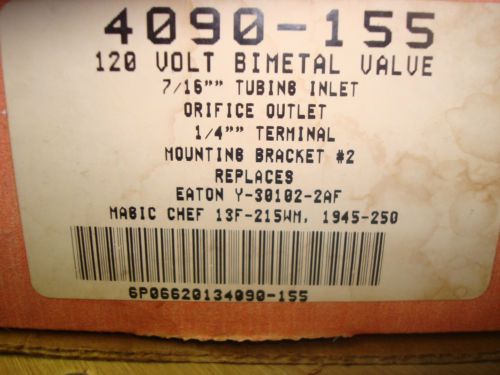 4090-155
120 VOLT BIMETAL VALVE
7/16"" TUBING INLET
ORIFICE OUTLET
1/4"" TERMINAL
MOUNTING BRACKET #2
REPLACES
EATON Y-30102-2AF
MAGIC CHEF 13F-215WM, 1945-250
6P06620134090-155